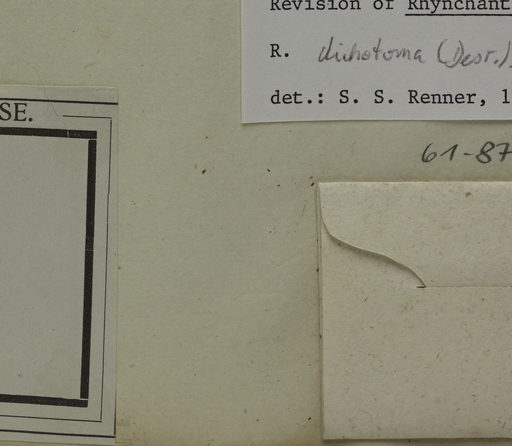 Revision of Rhynchant
R. dichotoma (Desr.)
det.: S. S. Renner, 1
SE.
61-87